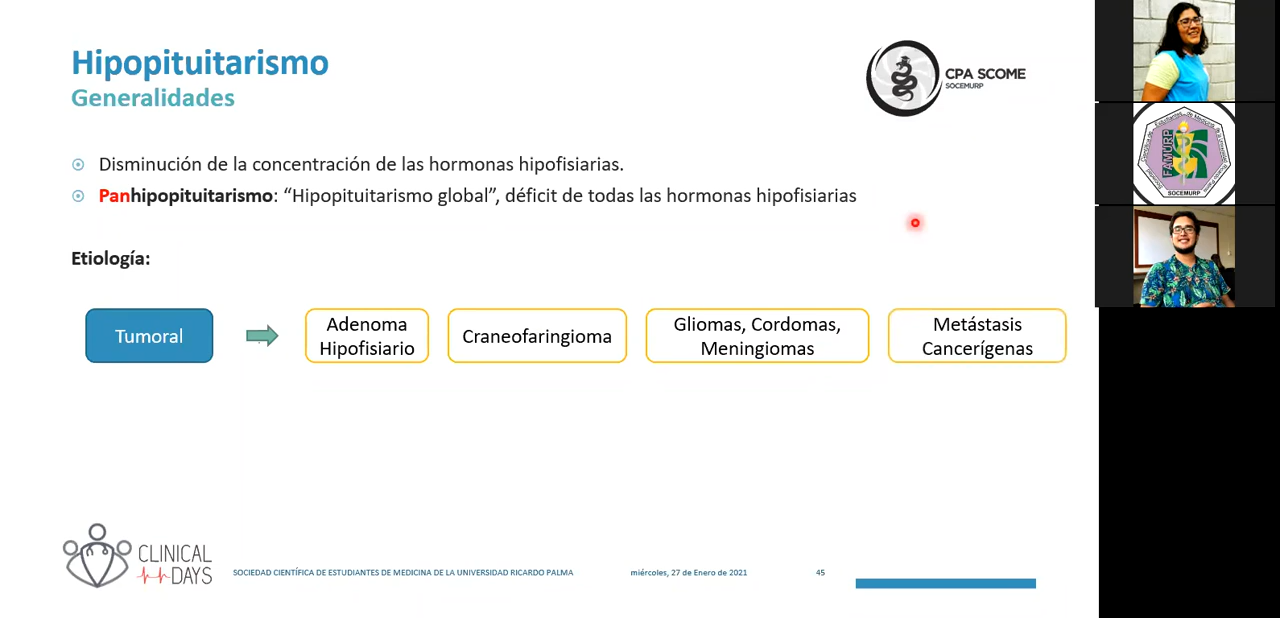 Hipopituitarismo
Generalidades
CPA SCOME
SOCEMURP
Disminución de la concentración de las hormonas hipofisiarias.
Panhipopituitarismo: “Hipopituitarismo global”, déficit de todas las hormonas hipofisiarias
Etiología:
Tumoral
Adenoma
Hipofisiario
Craneofaringioma
Gliomas, Cordomas,
Meningiomas
Metástasis
Cancerígenas
CLINICAL
DAYS
SOCIEDAD CIENTÍFICA DE ESTUDIANTES DE MEDICINA DE LA UNIVERSIDAD RICARDO PALMA
miércoles, 27 de Enero de 2021
45
FAMURP
SOCEMURP